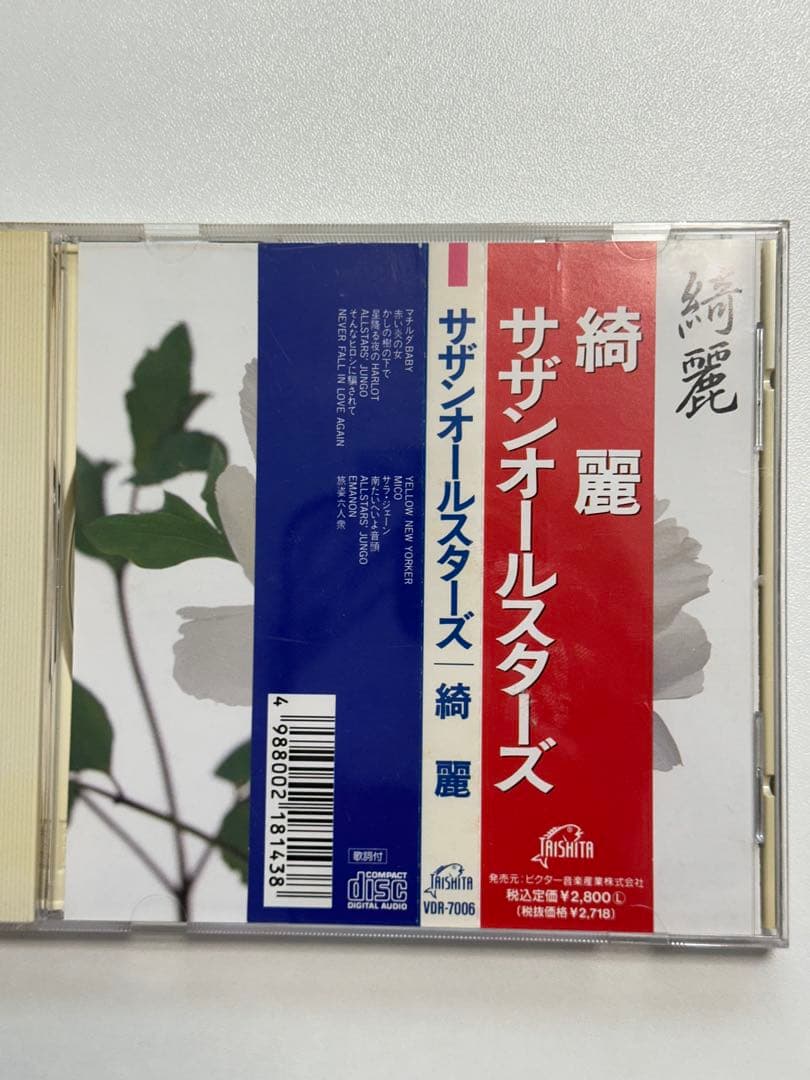 綺麗
綺麗
サザンオールスターズ
TAISHITA
発売元:ビクター音楽産業株式会社
税込定価¥2,800Ⓛ
(税抜価格¥2,718)
サザンオールスターズ|綺麗
TAISHITA
VDR-7006
マチルダBABY
赤い炎の女
かしの樹の下で
星降る夜のHARLOT
ALLSTARS' JUNGO
そんなヒロシに騙されて
NEVER FALL IN LOVE AGAIN
YELLOW NEW YORKER
MICO
サラ・ジェーン
南たいへいよ音頭
ALLSTARS' JUNGO
EMANON
旅姿六人衆
4 988002 181438
歌詞付
COMPACT
disc
DIGITAL AUDIO